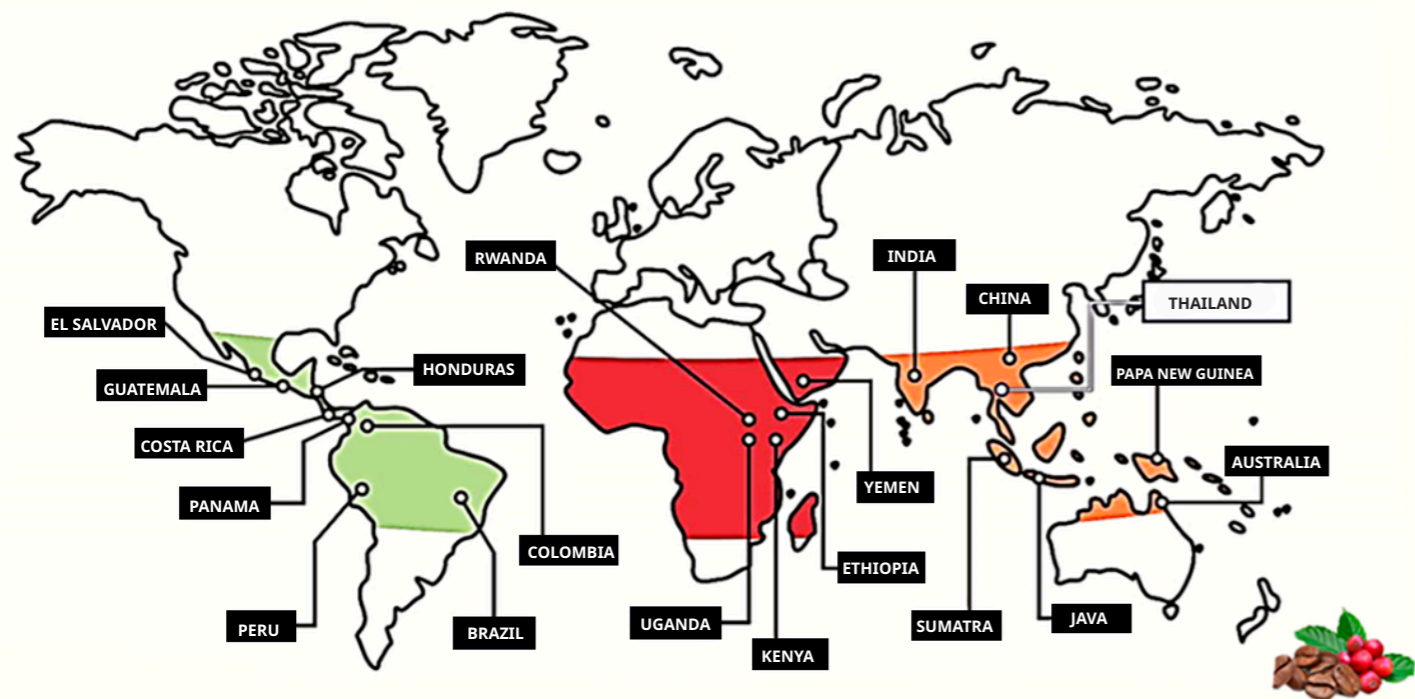 RWANDA
INDIA
CHINA
THAILAND
EL SALVADOR
HONDURAS
GUATEMALA
PAPA NEW GUINEA
COSTA RICA
AUSTRALIA
YEMEN
PANAMA
COLOMBIA
ETHIOPIA
PERU
BRAZIL
UGANDA
SUMATRA
JAVA
KENYA